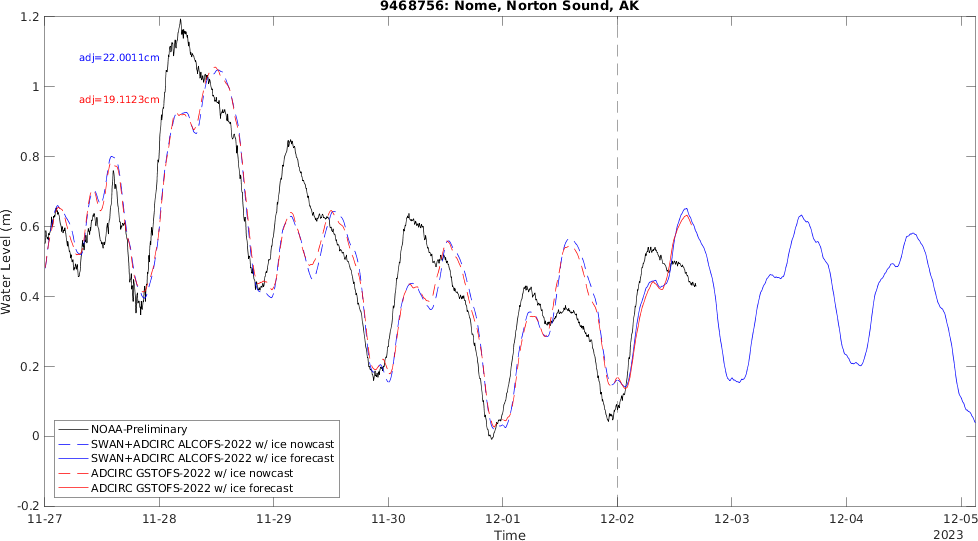 9468756: Nome, Norton Sound, AK
adj=22.0011cm
adj=19.1123cm
Water Level (m)
1.2
1
0.8
0.6
0.4
0.2
0
-0.2
NOAA-Preliminary
SWAN+ADCIRC ALCOFS-2022 w/ ice nowcast
SWAN+ADCIRC ALCOFS-2022 w/ ice forecast
ADCIRC GSTOFS-2022 w/ ice nowcast
ADCIRC GSTOFS-2022 w/ ice forecast
11-27 11-28 11-29 11-30 12-01 12-02 12-03 12-04 12-05
Time
2023